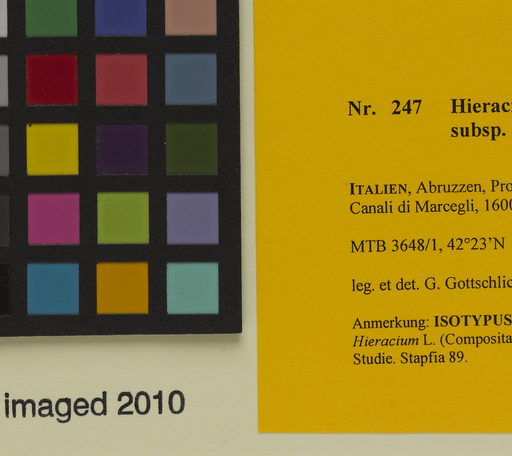 Nr. 247 Hieraci
subsp.
ITALIEN, Abruzzen, Pro
Canali di Marcegli, 1600
MTB 3648/1, 42°23’N
leg. et det. G. Gottschlic
Anmerkung: ISOTYPUS
Hieracium L. (Composita
Studie. Stapfia 89.
imaged 2010